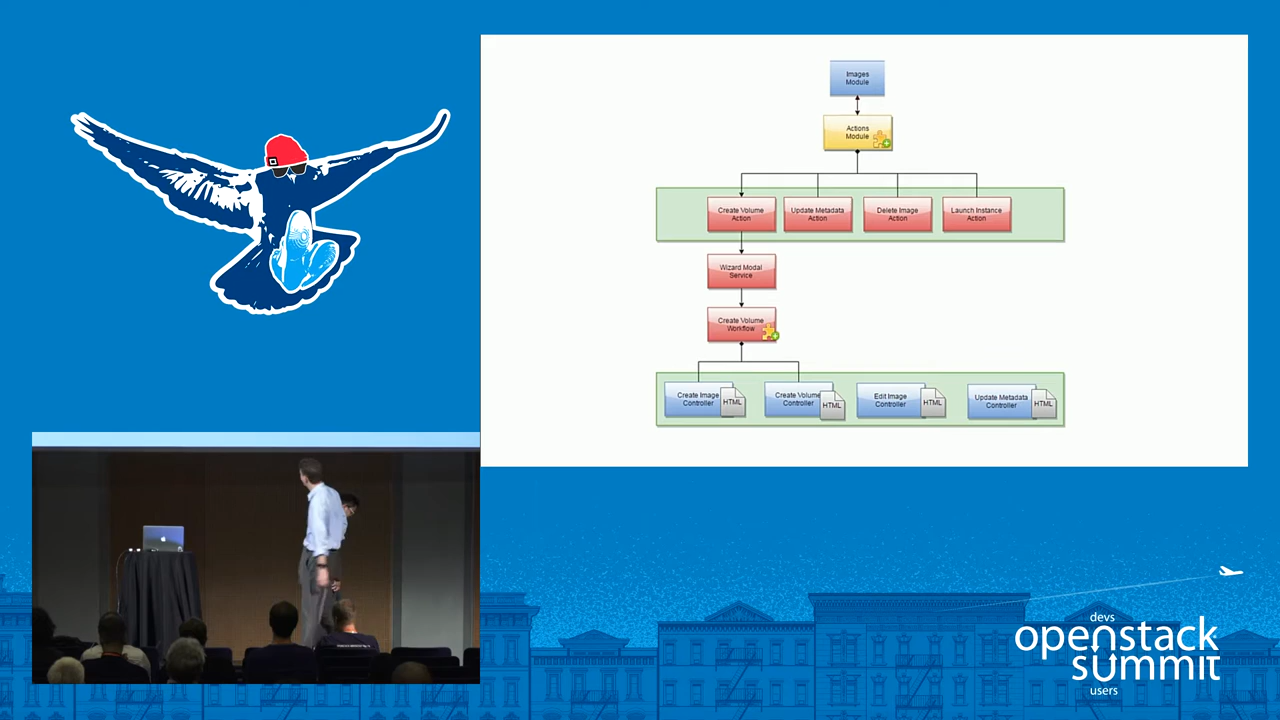 Images
Module
Actions
Module
Create Volume
Action
Update Metadata
Action
Delete Image
Action
Launch Instance
Action
Wizard Modal
Service
Create Volume
Workflow
Create Image
Controller
HTML
Create Volume
Controller
HTML
Edit Image
Controller
HTML
Update Metadata
Controller
HTML
devs
openstack
summit
users